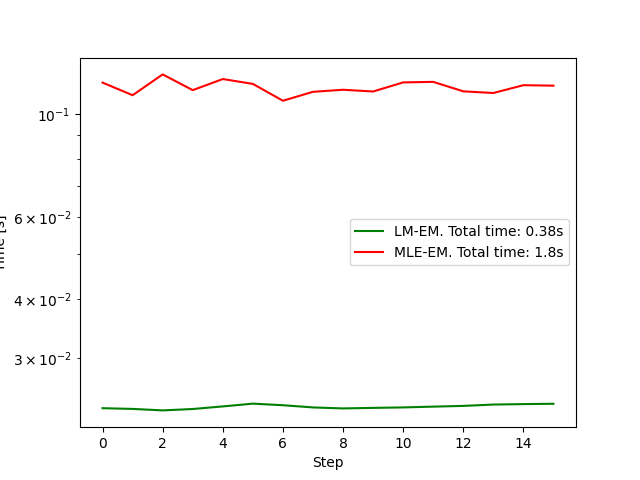 10⁻¹
6 × 10⁻²
4 × 10⁻²
3 × 10⁻²
Time [s]
LM-EM. Total time: 0.38s
MLE-EM. Total time: 1.8s
0 2 4 6 8 10 12 14
Step